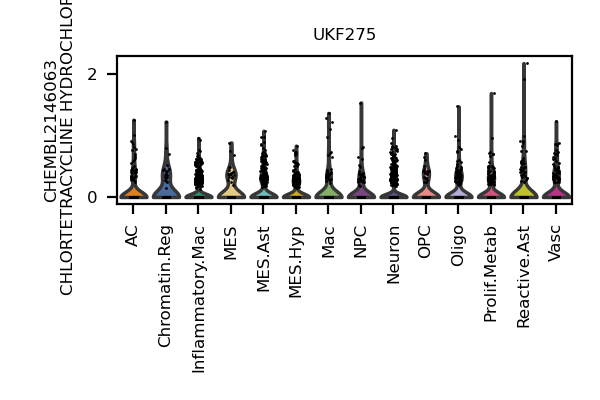 UKF275
CHEMBL2146063
CHLORTETRACYCLINE HYDROCHLOR
2
0
AC
Chromatin.Reg
Inflammatory.Mac
MES
MES.Ast
MES.Hyp
Mac
NPC
Neuron
OPC
Oligo
Prolif.Metab
Reactive.Ast
Vasc